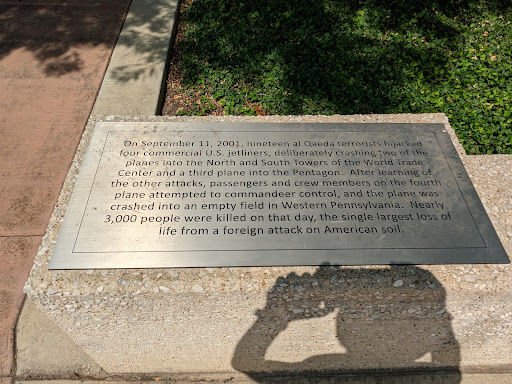 On September 11, 2001, nineteen al Qaeda terrorists hijacked
four commercial U.S. jetliners, deliberately crashing two of the
planes into the North and South Towers of the World Trade
Center and a third plane into the Pentagon. After learning of
the other attacks, passengers and crew members on the fourth
plane attempted to commandeer control, and the plane was
crashed into an empty field in Western Pennsylvania. Nearly
3,000 people were killed on that day, the single largest loss of
life from a foreign attack on American soil.